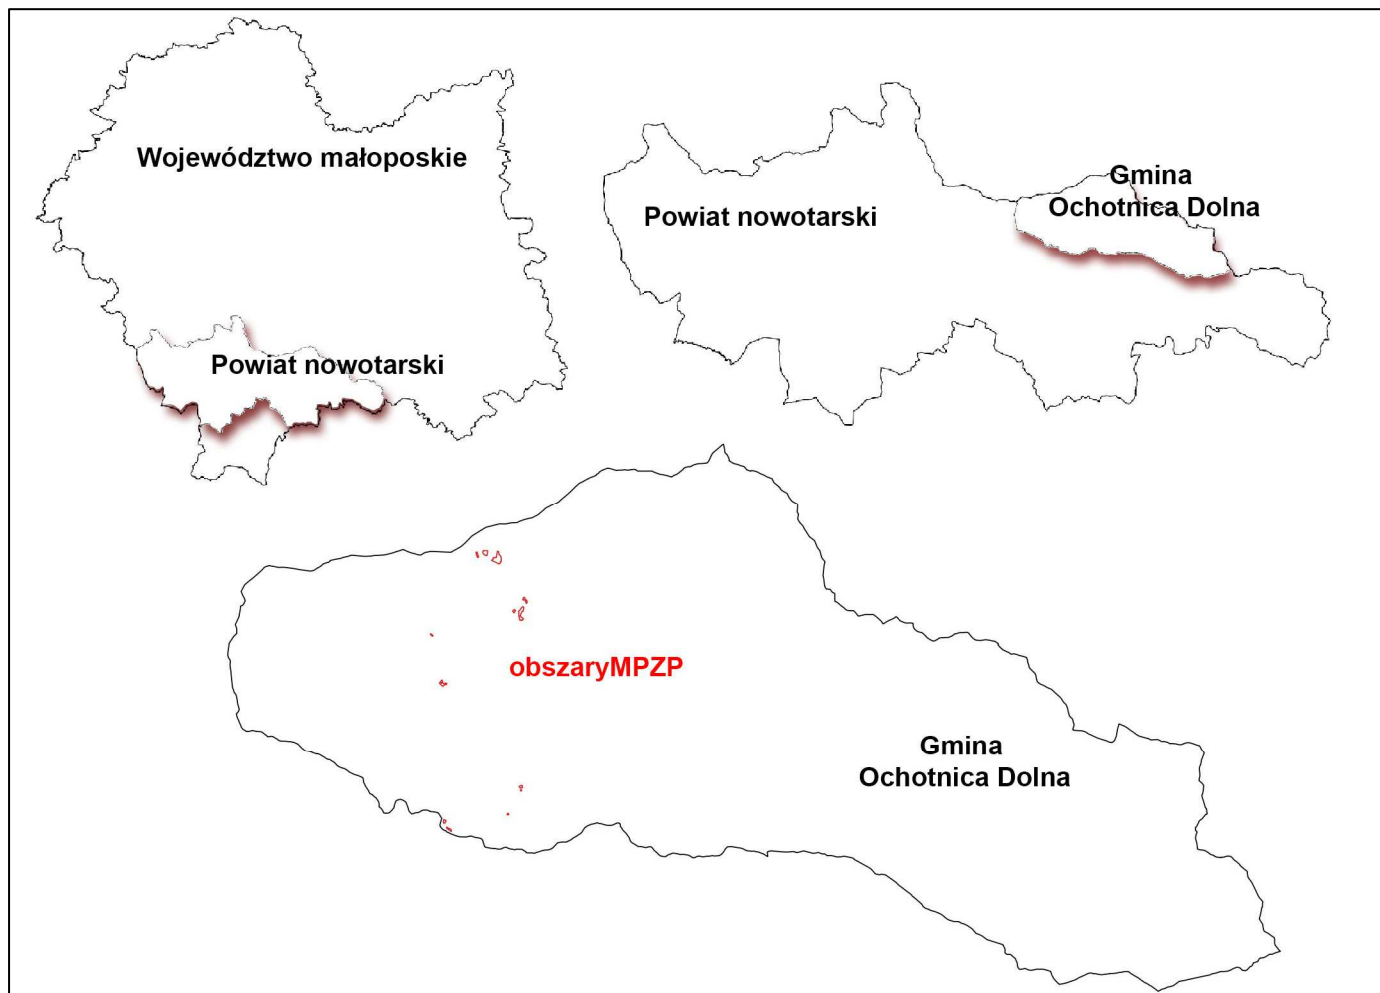 Województwo małoposkie
Powiat nowotarski
Powiat nowotarski
Gmina
Ochotnica Dolna
obszaryMPZP
Gmina
Ochotnica Dolna